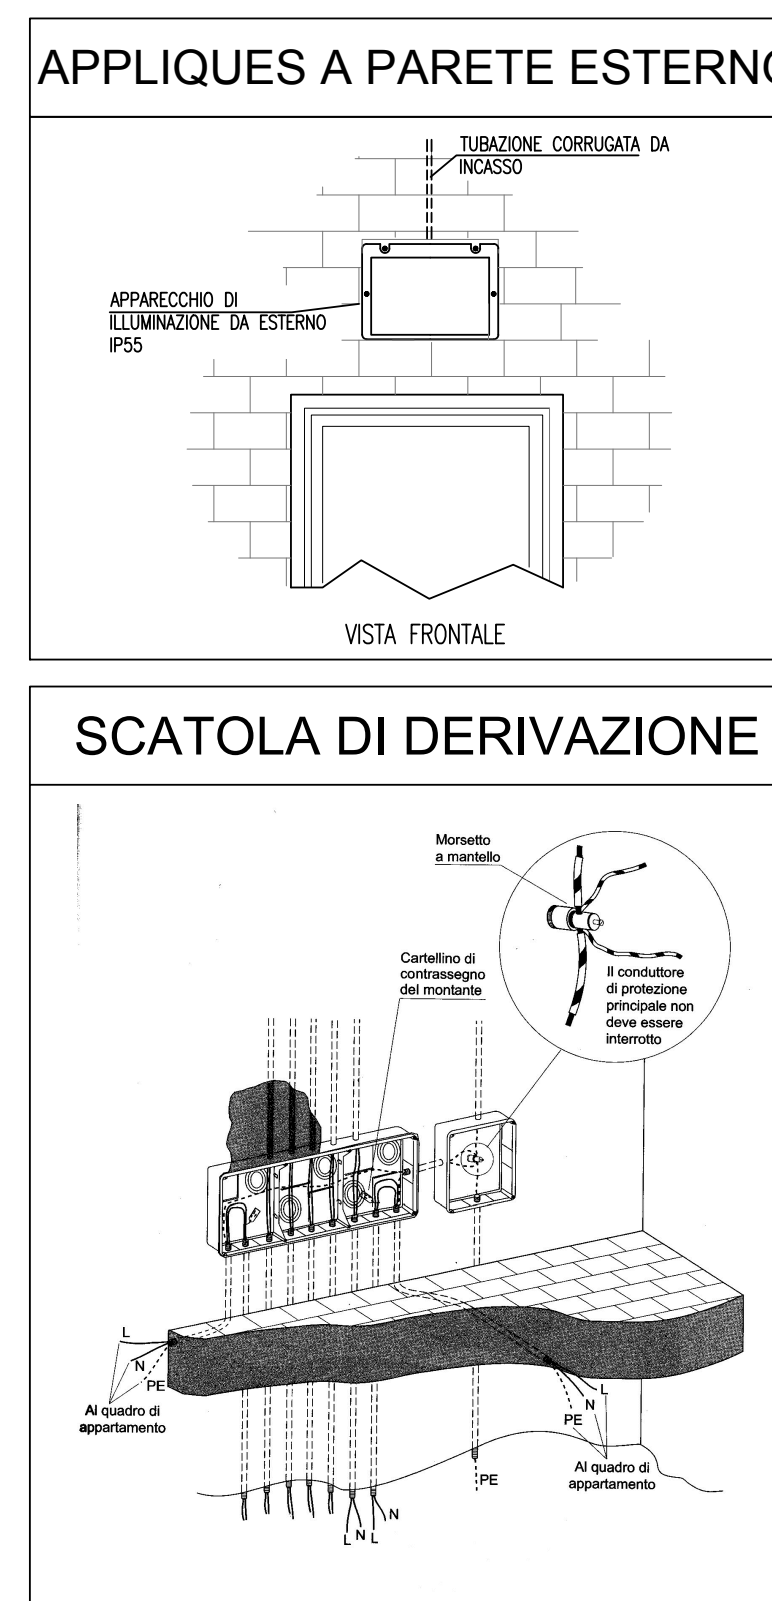 APPLIQUES A PARETE ESTERNO
TUBAZIONE CORRUGATA DA
INCASSO
APPARECCHIO DI
ILLUMINAZIONE DA ESTERNO
IP55
VISTA FRONTALE
SCATOLA DI DERIVAZIONE
Morsetto
a mantello
Il conduttore
di protezione
principale non
deve essere
interrotto
Cartellino di
contrassegno
del montante
L
N
PE
Al quadro di
appartamento
L
N
PE
Al quadro di
appartamento
PE
N
L N L